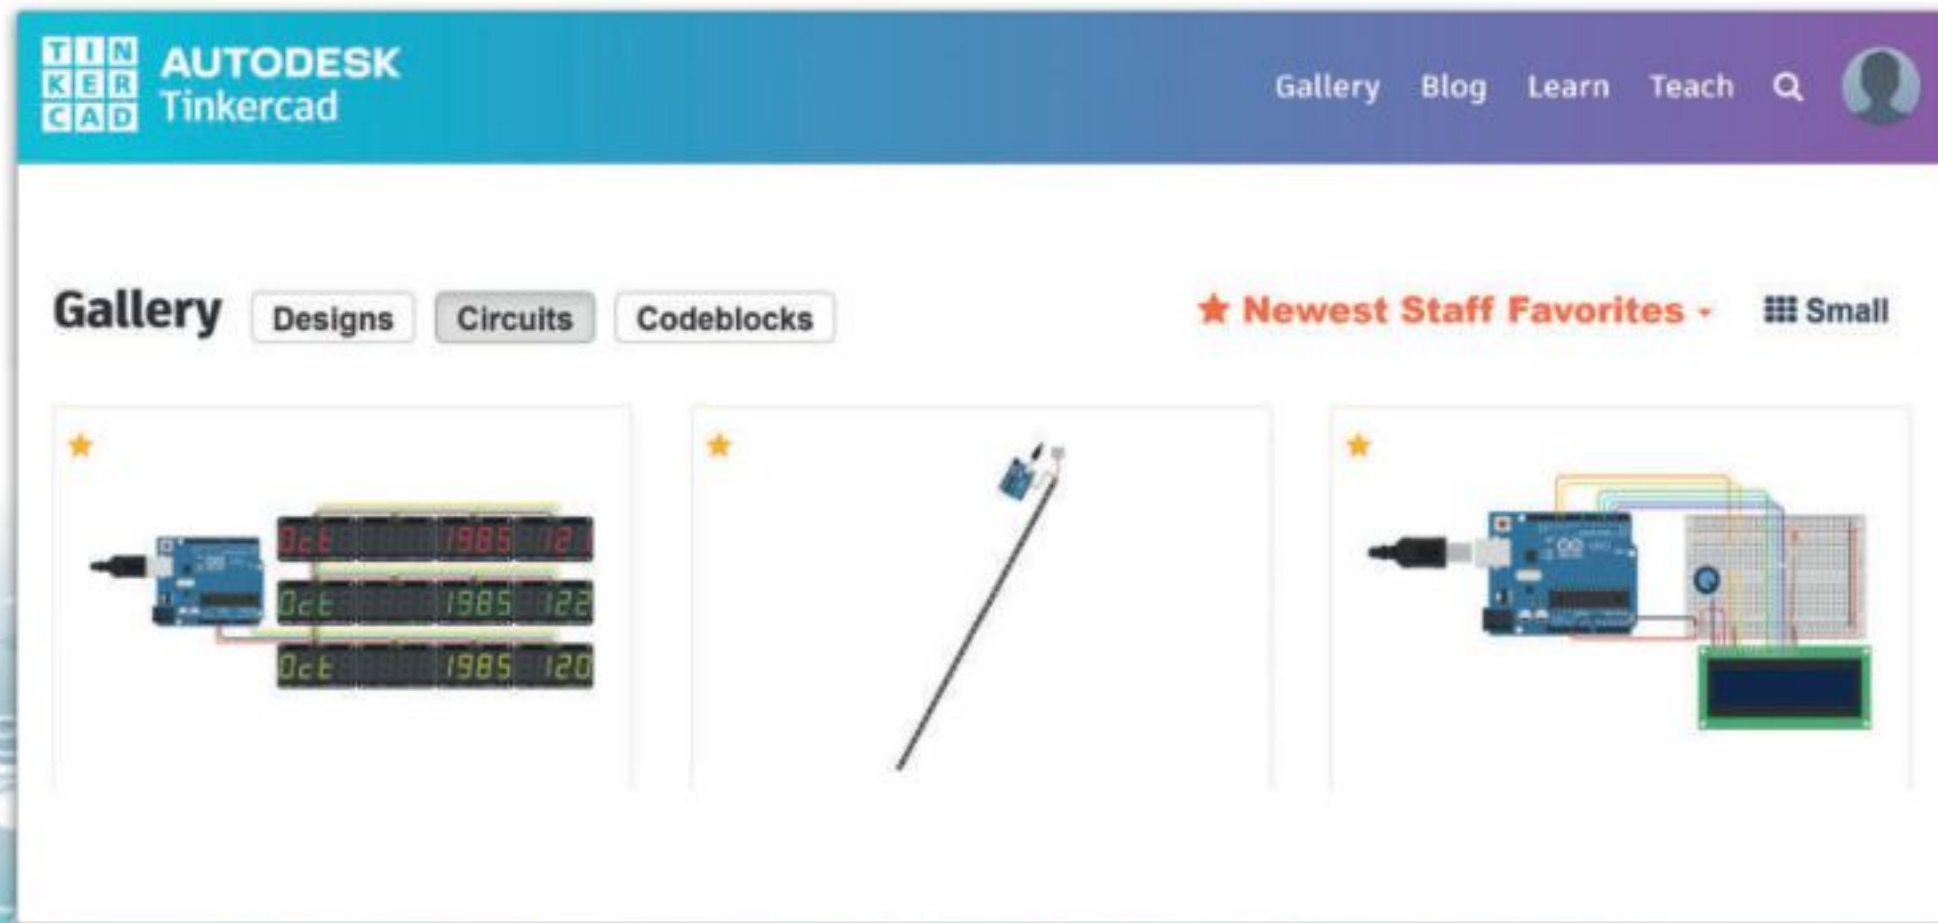 TIN
KER
CAD
AUTODESK
Tinkercad
Gallery Blog Learn Teach
Gallery Designs Circuits Codeblocks
Newest Staff Favorites Small
Oct 1985 12
Oct 1985 122
Oct 1985 120